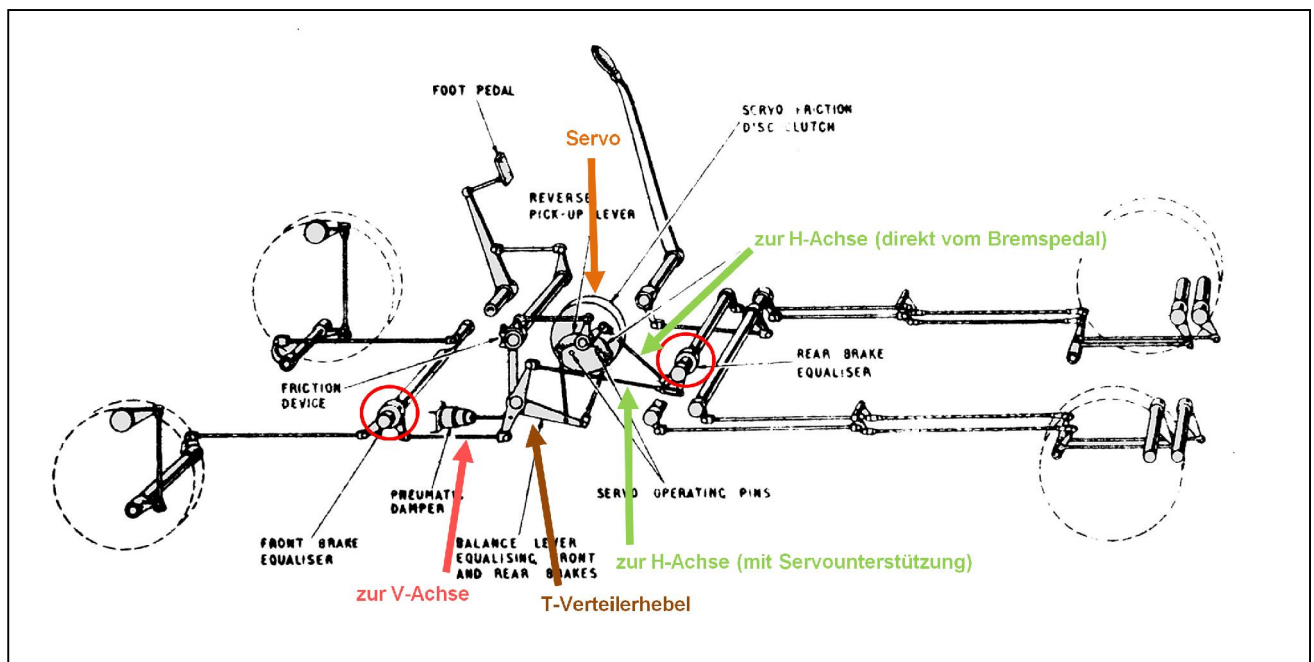 FOOT PEDAL
SERVO FRICTION
DISC CLUTCH
Servo
REVERSE
PICK-UP LEVER
zur H-Achse (direkt vom Bremspedal)
REAR BRAKE
EQUALISER
FRICTION
DEVICE
PNEUMATIC
DAMPER
SERVO OPERATING PINS
FRONT BRAKE
EQUALISER
BALANCE LEVER
EQUALISING FRONT
AND REAR BRAKES
zur H-Achse (mit Servounterstützung)
zur V-Achse
T-Verteilerhebel